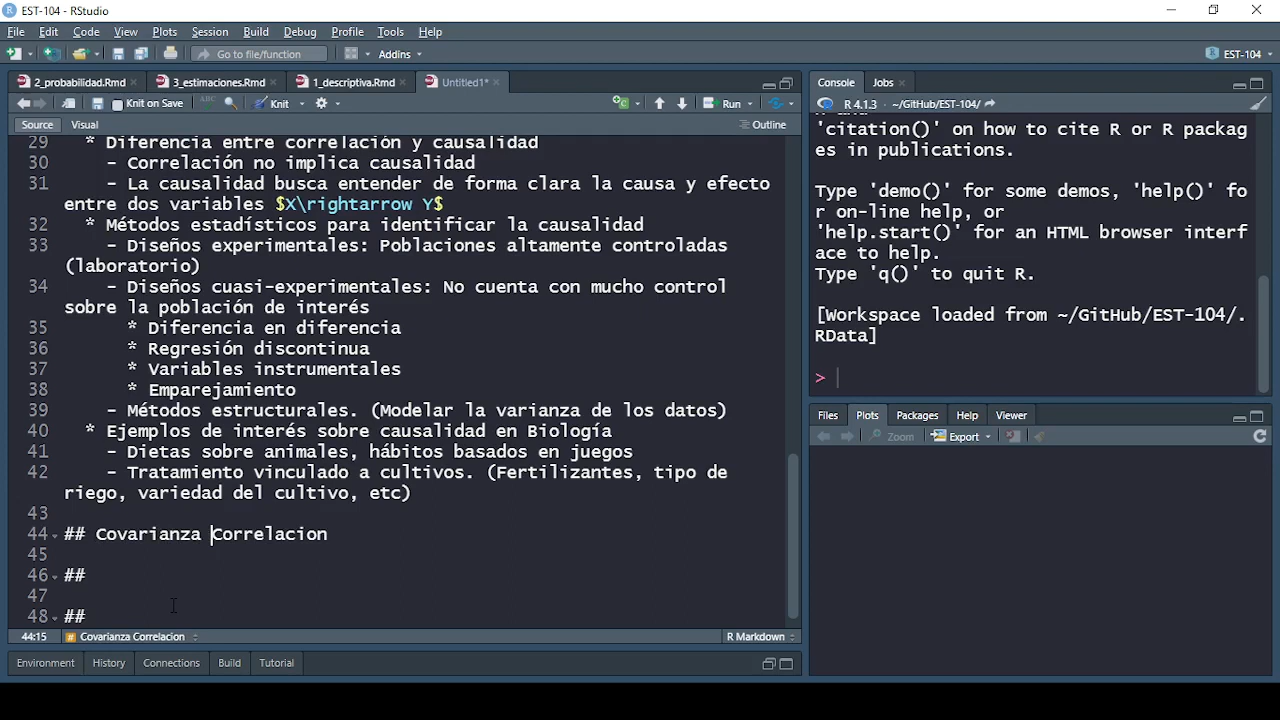 EST-104 - RStudio
File Edit Code View Plots Session Build Debug Profile Tools Help
Go to file/function Addins EST-104
2_probabilidad.Rmd 3_estimaciones.Rmd 1_descriptiva.Rmd Untitled1*
Knit on Save ABC Knit Run
Source Visual Outline
29 * Diferencia entre correlación y causalidad
30 - Correlación no implica causalidad
31 - La causalidad busca entender de forma clara la causa y efecto
entre dos variables $X\rightarrow Y$
32 * Métodos estadísticos para identificar la causalidad
33 - Diseños experimentales: Poblaciones altamente controladas
(laboratorio)
34 - Diseños cuasi-experimentales: No cuenta con mucho control
sobre la población de interés
35 * Diferencia en diferencia
36 * Regresión discontinua
37 * Variables instrumentales
38 * Emparejamiento
39 - Métodos estructurales. (Modelar la varianza de los datos)
40 * Ejemplos de interés sobre causalidad en Biología
41 - Dietas sobre animales, hábitos basados en juegos
42 - Tratamiento vinculado a cultivos. (Fertilizantes, tipo de
riego, variedad del cultivo, etc)
43
44 ## Covarianza Correlacion
45
46 ##
47
48 ##
44:15 Covarianza Correlacion R Markdown
Environment History Connections Build Tutorial
Console Jobs
R 4.1.3 · ~/GitHub/EST-104/
'citation()' on how to cite R or R packag
es in publications.
Type 'demo()' for some demos, 'help()' fo
r on-line help, or
'help.start()' for an HTML browser interf
ace to help.
Type 'q()' to quit R.
[Workspace loaded from ~/GitHub/EST-104/.
RData]
>
Files Plots Packages Help Viewer
Zoom Export